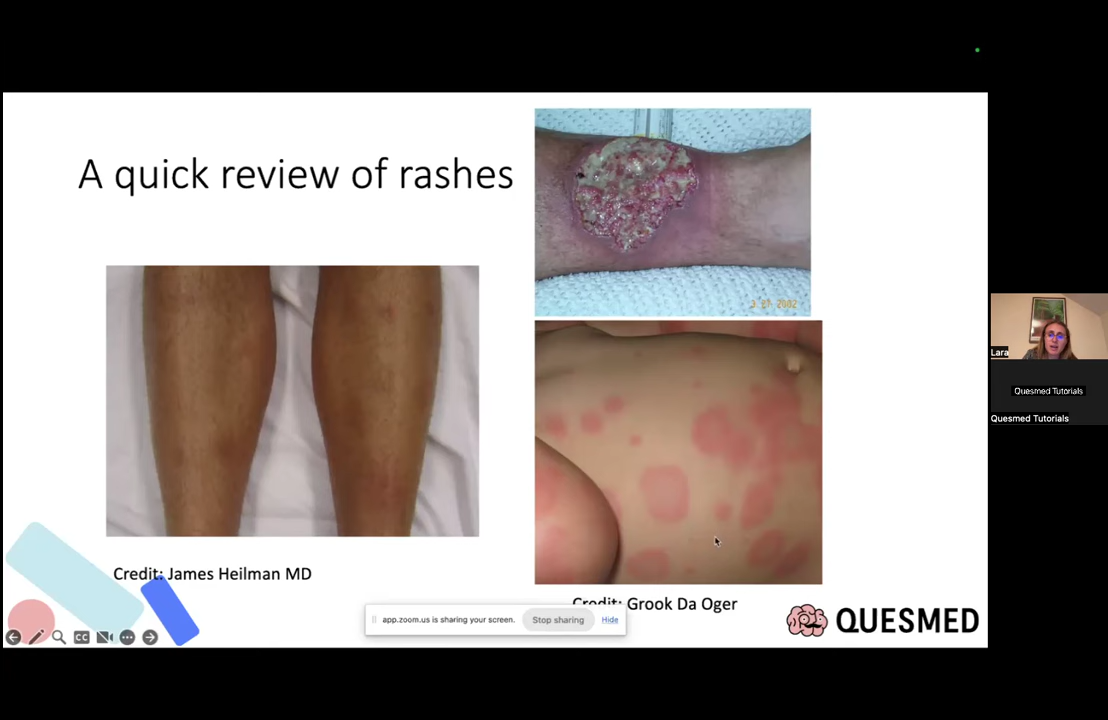 A quick review of rashes
3 27 2002
Credit: James Heilman MD
Credit: Grook Da Oger
app.zoom.us is sharing your screen.
Stop sharing
Hide
CC
QUESMED
Lara
Quesmed Tutorials
Quesmed Tutorials